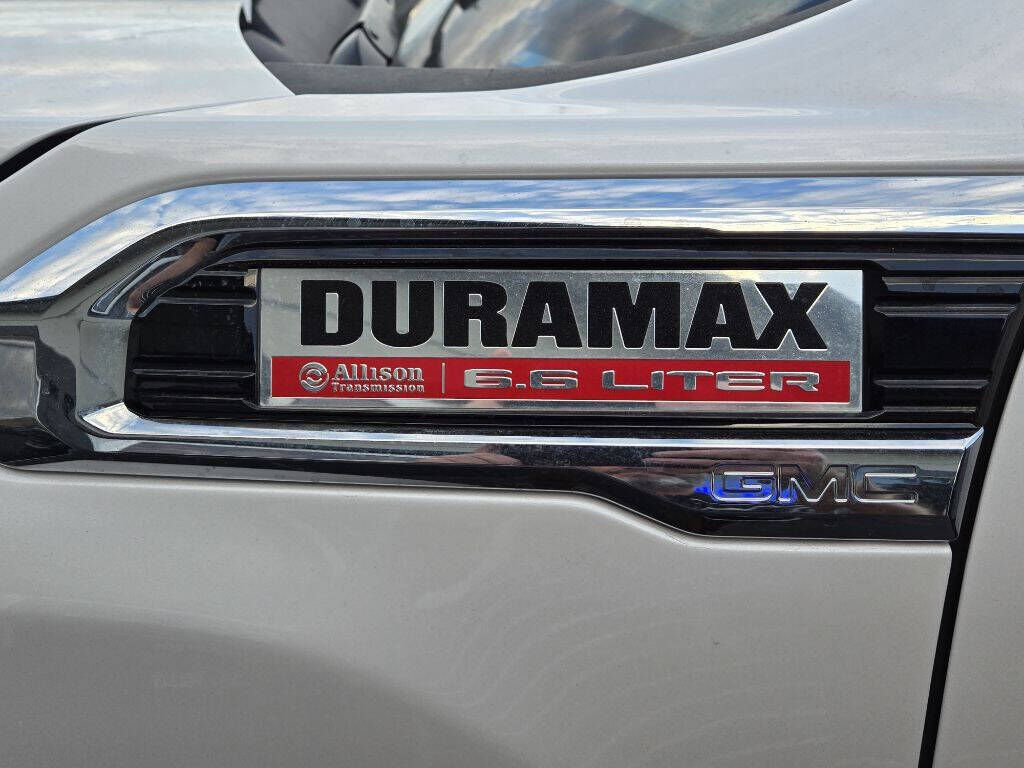 DURAMAX
Allison Transmission | 6.6 LITER
GMC